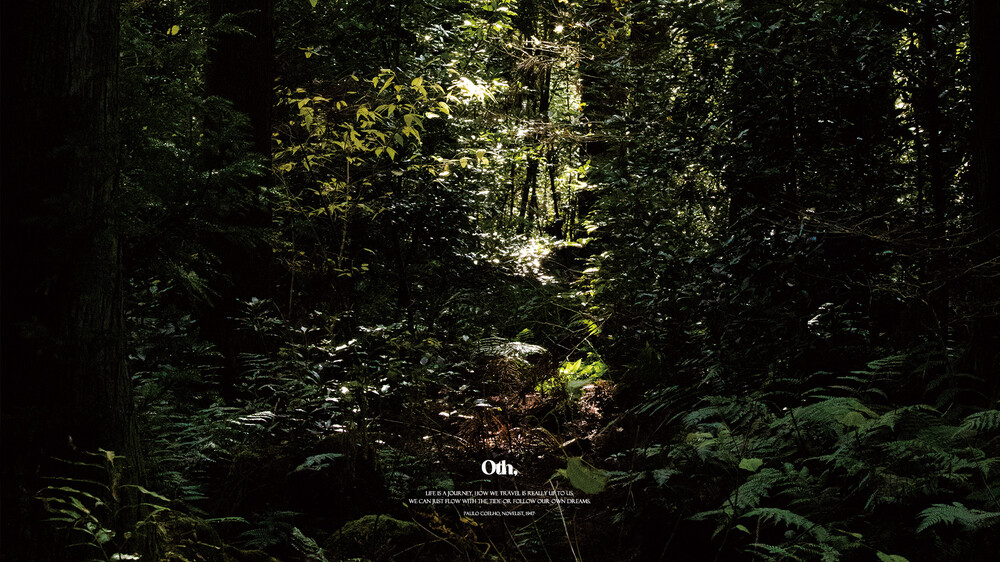 Oth,
LIFE IS A JOURNEY, HOW WE TRAVEL IS REALLY UP TO US,
WE CAN JUST FLOW WITH THE TIDE OR FOLLOW OUR OWN DREAMS.
PAULO COELHO, NOVELIST, 1947